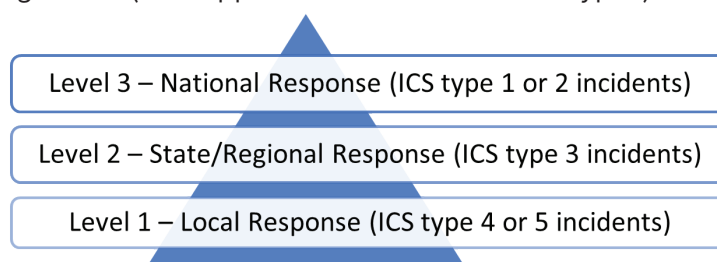 Level 3 – National Response (ICS type 1 or 2 incidents)
Level 2 – State/Regional Response (ICS type 3 incidents)
Level 1 – Local Response (ICS type 4 or 5 incidents)